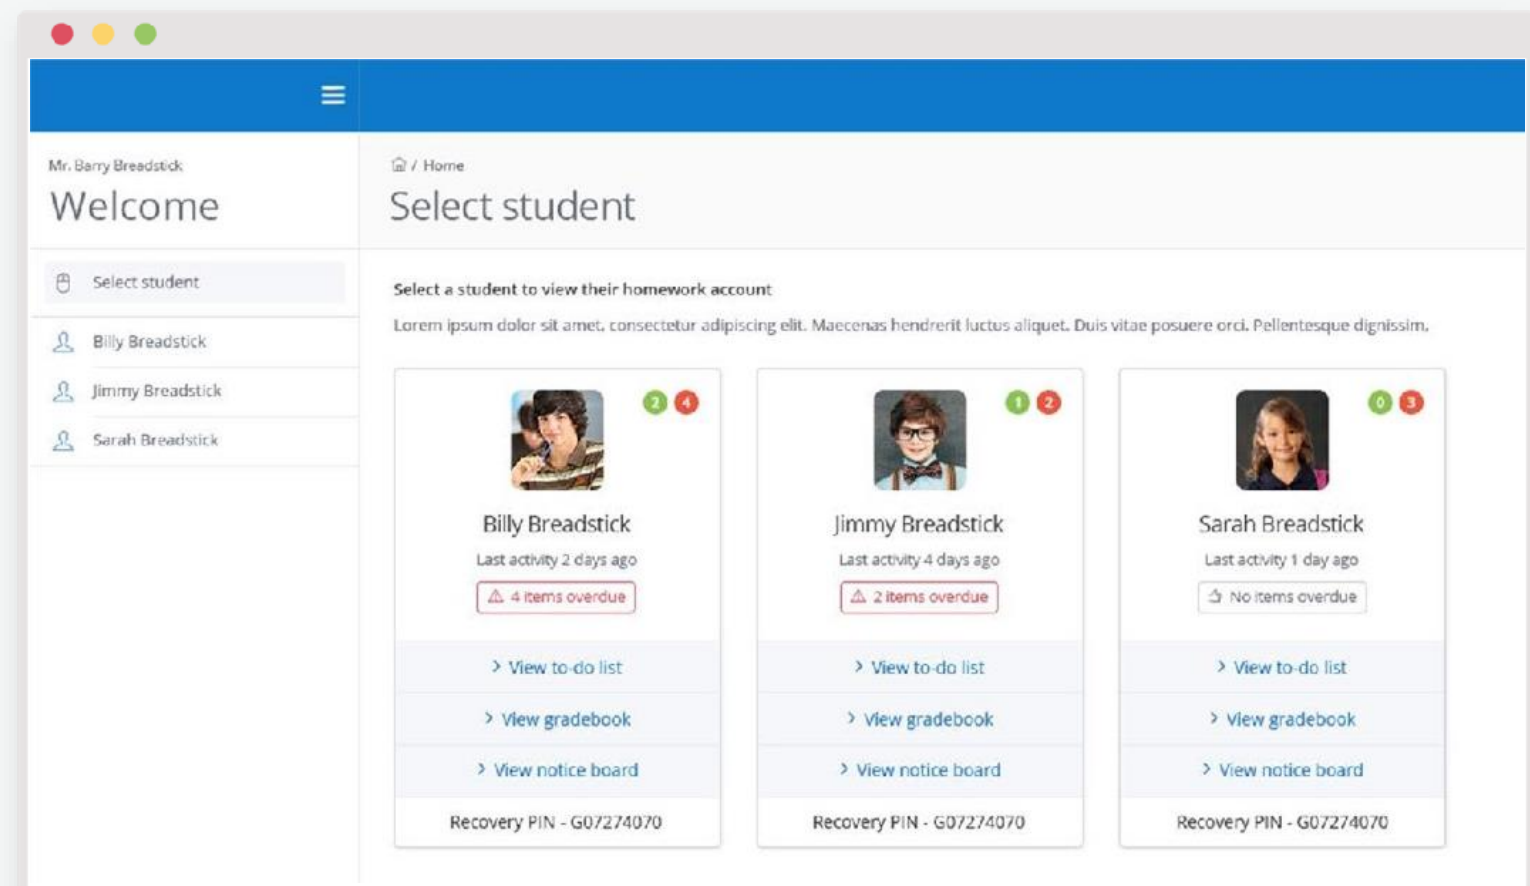 Mr. Barry Breadstick
Welcome
Select student
Billy Breadstick
Jimmy Breadstick
Sarah Breadstick
/ Home
Select student
Select a student to view their homework account
Lorem ipsum dolor sit amet, consectetur adipiscing elit. Maecenas hendrerit luctus aliquet. Duis vitae posuere orci. Pellentesque dignissim.
2 4
Billy Breadstick
Last activity 2 days ago
4 items overdue
View to-do list
View gradebook
View notice board
Recovery PIN - G07274070
1 2
Jimmy Breadstick
Last activity 4 days ago
2 items overdue
View to-do list
View gradebook
View notice board
Recovery PIN - G07274070
0 3
Sarah Breadstick
Last activity 1 day ago
No items overdue
View to-do list
View gradebook
View notice board
Recovery PIN - G07274070